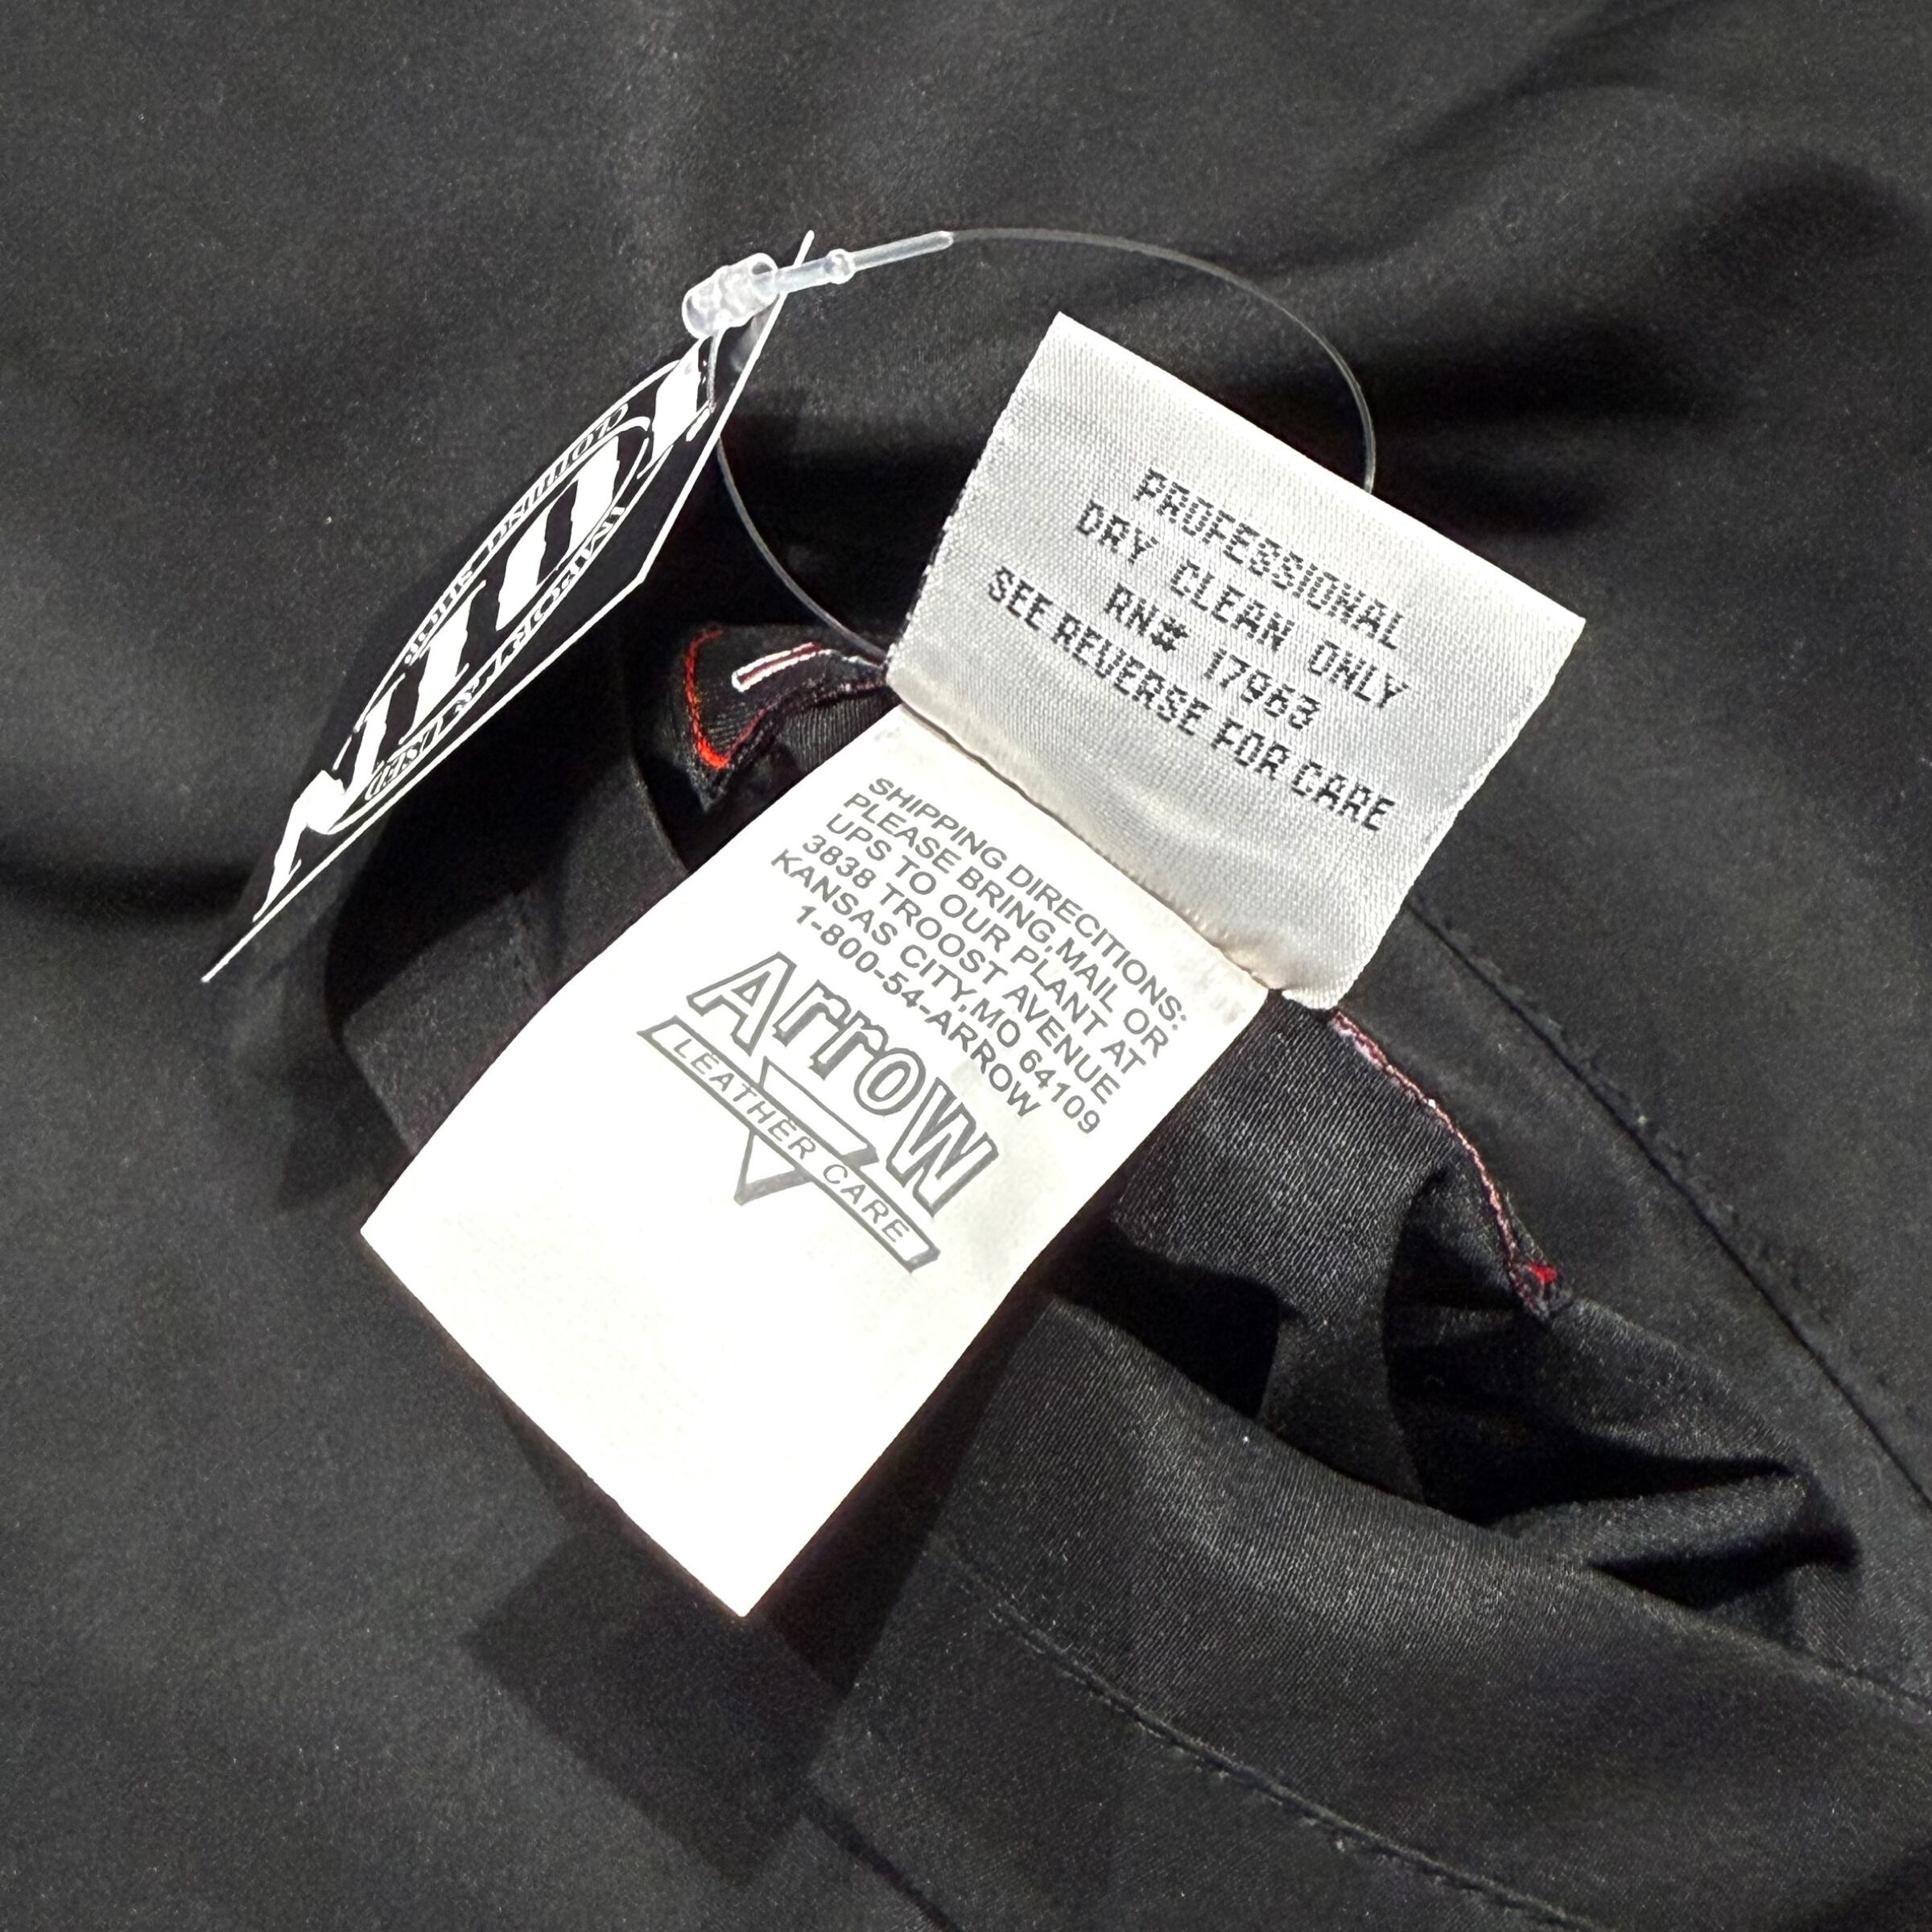 PROFESSIONAL
DRY CLEAN ONLY
RN# 17963
SEE REVERSE FOR CARE
SHIPPING DIRECITIONS:
PLEASE BRING,MAIL OR
UPS TO OUR PLANT AT
3838 TROOST AVENUE
KANSAS CITY,MO 64109
1-800-54-ARROW
Arrow
LEATHER CARE